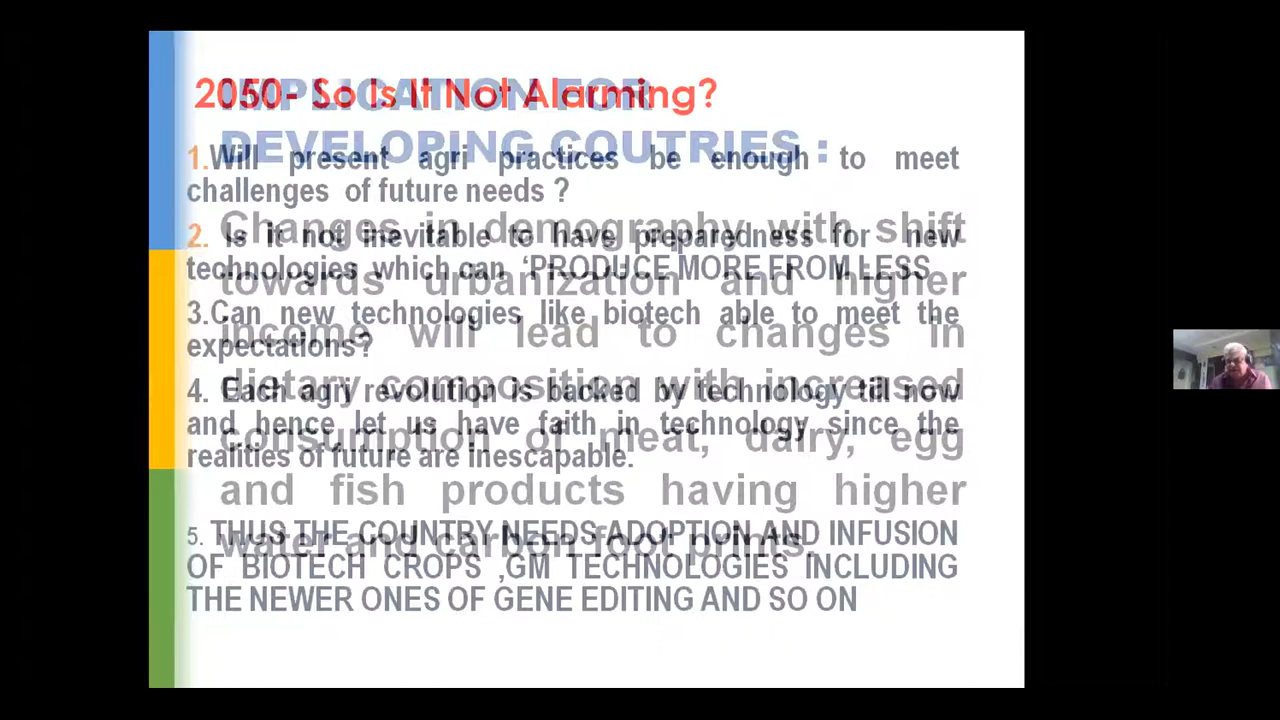 2050- So Is It Not Alarming?
1.Will present agri practices be enough to meet
challenges of future needs ?
2. Is it not inevitable to have preparedness for new
technologies which can 'PRODUCE MORE FROM LESS
3.Can new technologies like biotech able to meet the
expectations?
4. Each agri revolution is backed by technology till now
and hence let us have faith in technology since the
realities of future are inescapable.
5. THUS THE COUNTRY NEEDS ADOPTION AND INFUSION
OF BIOTECH CROPS ,GM TECHNOLOGIES INCLUDING
THE NEWER ONES OF GENE EDITING AND SO ON
IMPLICATION FOR
DEVELOPING COUTRIES :
Changes in demography with shift
towards urbanization and higher
income will lead to changes in
dietary composition with increased
consumption of meat, dairy, egg
and fish products having higher
water and carbon foot prints.